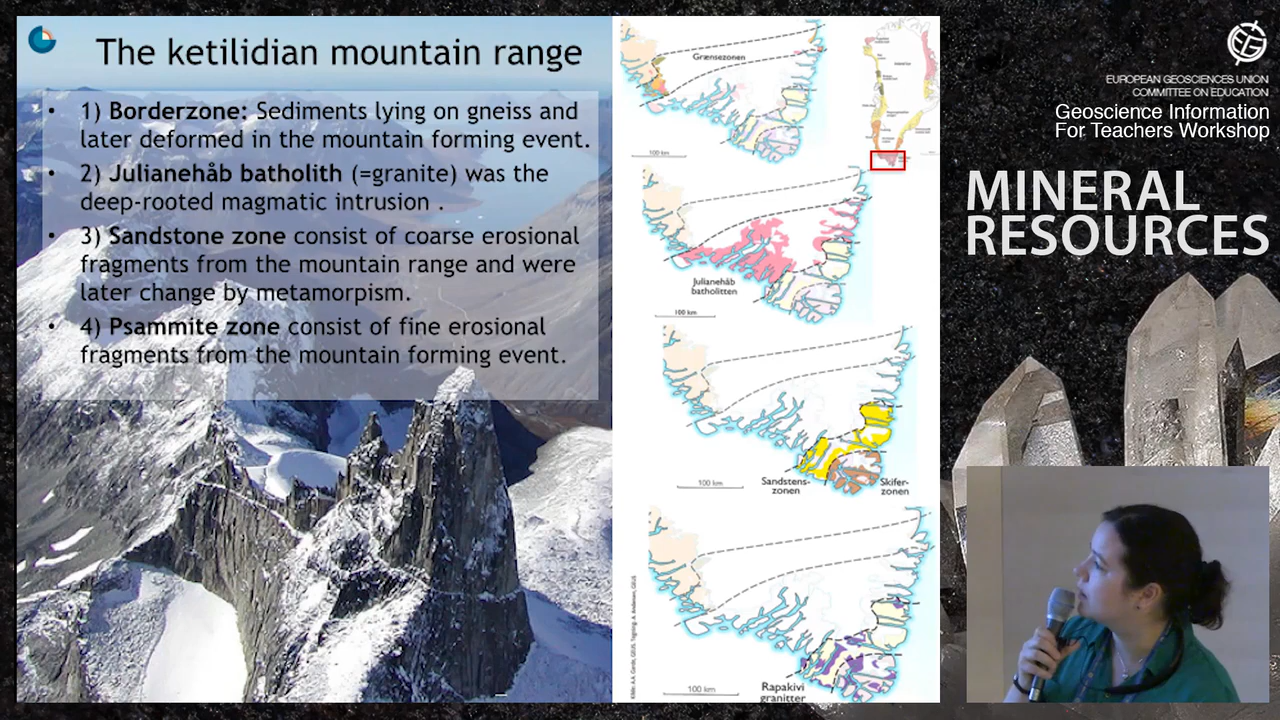 The ketilidian mountain range
• 1) Borderzone: Sediments lying on gneiss and
later deformed in the mountain forming event.
• 2) Julianehåb batholith (=granite) was the
deep-rooted magmatic intrusion .
• 3) Sandstone zone consist of coarse erosional
fragments from the mountain range and were
later change by metamorpism.
• 4) Psammite zone consist of fine erosional
fragments from the mountain forming event.
Grænsezonen
100 km
Julianehåb
batholitten
100 km
Sandstens-
zonen
Skifer-
zonen
100 km
Rapakivi
granitter
100 km
EUROPEAN GEOSCIENCES UNION
COMMITTEE ON EDUCATION
Geoscience Information
For Teachers Workshop
MINERAL
RESOURCES